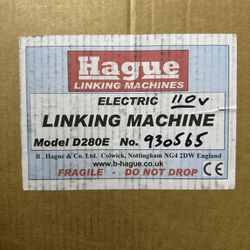 Hague
LINKING MACHINES
ELECTRIC 110v
LINKING MACHINE
Model D280E No. 930565
B. Hague & Co. Ltd. Colwick, Nottingham NG4 2DW England
www.b-hague.co.uk
FRAGILE - DO NOT DROP CE